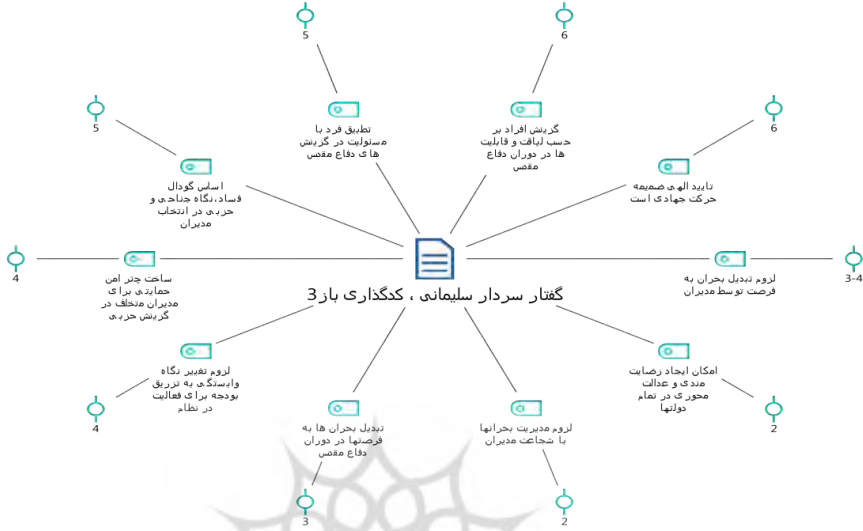 5
6
گزینش افراد بر
حسب لیاقت و قابلیت
ها در دوران دفاع
مقدس
تطبیق فرد با
مسئولیت در گزینش
های دفاع مقدس
6
5
تایید الهی ضمیمه
حرکت جهادی است
اساس گودال
فساد،نگاه جناحی و
حزبی در انتخاب
مدیران
3-4
لزوم تبدیل بحران به
فرصت توسط مدیران
4
ساخت چتر امن
حمایتی برای
مدیران متخلف در
گزینش حزبی
گفتار سردار سلیمانی ، کدگذاری باز3
امکان ایجاد رضایت
مندی و عدالت
محوری در تمام
دولتها
2
لزوم تغییر نگاه
وابستگی به تزریق
بودجه برای فعالیت
در نظام
4
لزوم مدیریت بحرانها
با شجاعت مدیران
2
تبدیل بحران ها به
فرصتها در دوران
دفاع مقدس
3